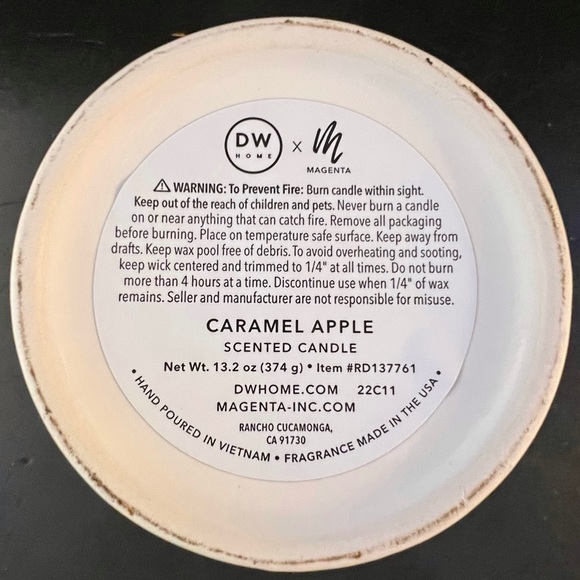 DW
HOME
x
M
MAGENTA
⚠ WARNING: To Prevent Fire: Burn candle within sight.
Keep out of the reach of children and pets. Never burn a candle
on or near anything that can catch fire. Remove all packaging
before burning. Place on temperature safe surface. Keep away from
drafts. Keep wax pool free of debris. To avoid overheating and sooting,
keep wick centered and trimmed to 1/4" at all times. Do not burn
more than 4 hours at a time. Discontinue use when 1/4" of wax
remains. Seller and manufacturer are not responsible for misuse.
CARAMEL APPLE
SCENTED CANDLE
Net Wt. 13.2 oz (374 g) • Item #RD137761
DWHOME.COM 22C11
MAGENTA-INC.COM
RANCHO CUCAMONGA,
CA 91730
• HAND POURED IN VIETNAM • FRAGRANCE MADE IN THE USA •